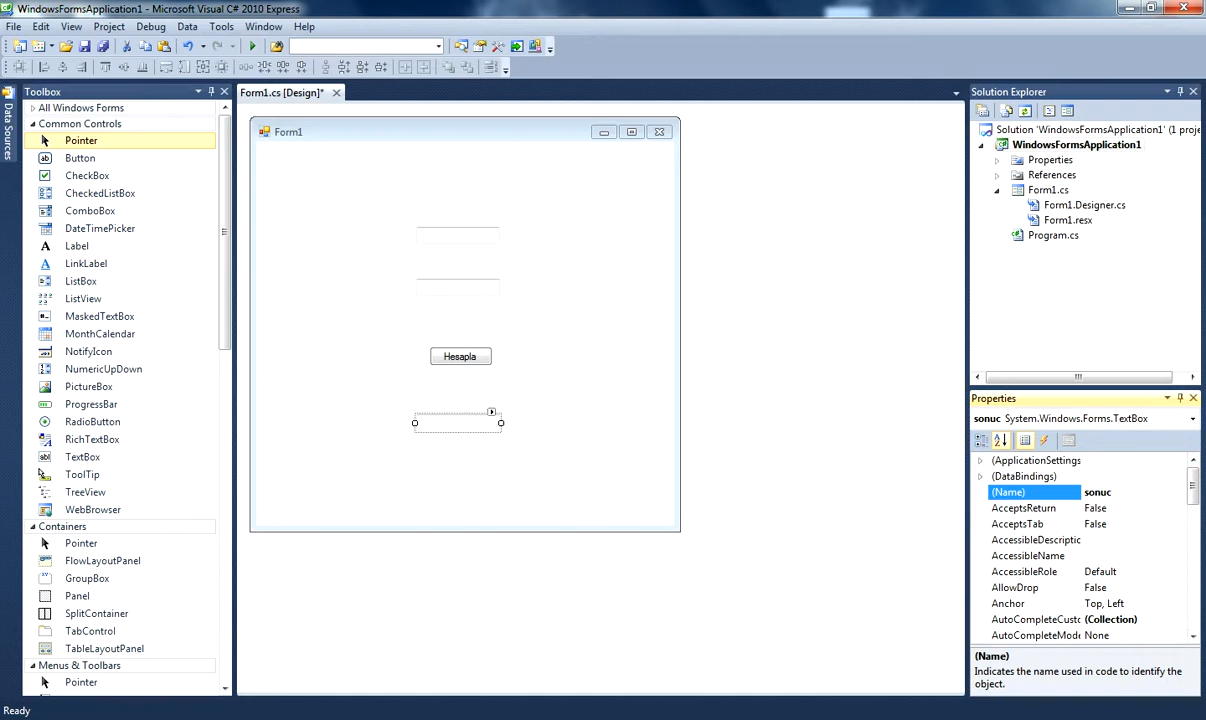 WindowsFormsApplication1 - Microsoft Visual C# 2010 Express
File Edit View Project Debug Data Tools Window Help
Data Sources
Toolbox
All Windows Forms
Common Controls
Pointer
Button
CheckBox
CheckedListBox
ComboBox
DateTimePicker
Label
LinkLabel
ListBox
ListView
MaskedTextBox
MonthCalendar
NotifyIcon
NumericUpDown
PictureBox
ProgressBar
RadioButton
RichTextBox
TextBox
ToolTip
TreeView
WebBrowser
Containers
Pointer
FlowLayoutPanel
GroupBox
Panel
SplitContainer
TabControl
TableLayoutPanel
Menus & Toolbars
Pointer
Form1.cs [Design]*
Form1
Hesapla
Solution Explorer
Solution 'WindowsFormsApplication1' (1 proje
WindowsFormsApplication1
Properties
References
Form1.cs
Form1.Designer.cs
Form1.resx
Program.cs
Properties
sonuc System.Windows.Forms.TextBox
(ApplicationSettings
(DataBindings)
(Name) sonuc
AcceptsReturn False
AcceptsTab False
AccessibleDescriptic
AccessibleName
AccessibleRole Default
AllowDrop False
Anchor Top, Left
AutoCompleteCustc (Collection)
AutoCompleteMode None
(Name)
Indicates the name used in code to identify the
object.
Ready